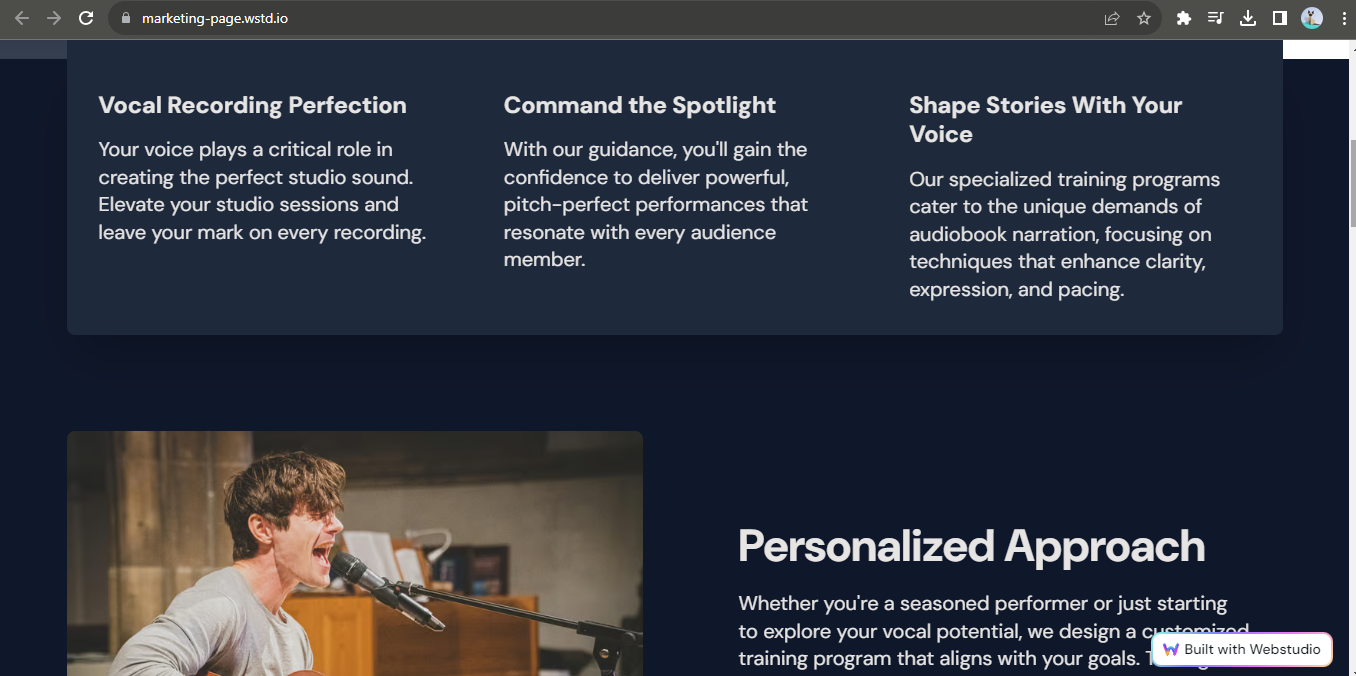 marketing-page.wstd.io
Vocal Recording Perfection
Your voice plays a critical role in
creating the perfect studio sound.
Elevate your studio sessions and
leave your mark on every recording.
Command the Spotlight
With our guidance, you'll gain the
confidence to deliver powerful,
pitch-perfect performances that
resonate with every audience
member.
Shape Stories With Your
Voice
Our specialized training programs
cater to the unique demands of
audiobook narration, focusing on
techniques that enhance clarity,
expression, and pacing.
Personalized Approach
Whether you're a seasoned performer or just starting
to explore your vocal potential, we design a customized
training program that aligns with your goals.
Built with Webstudio